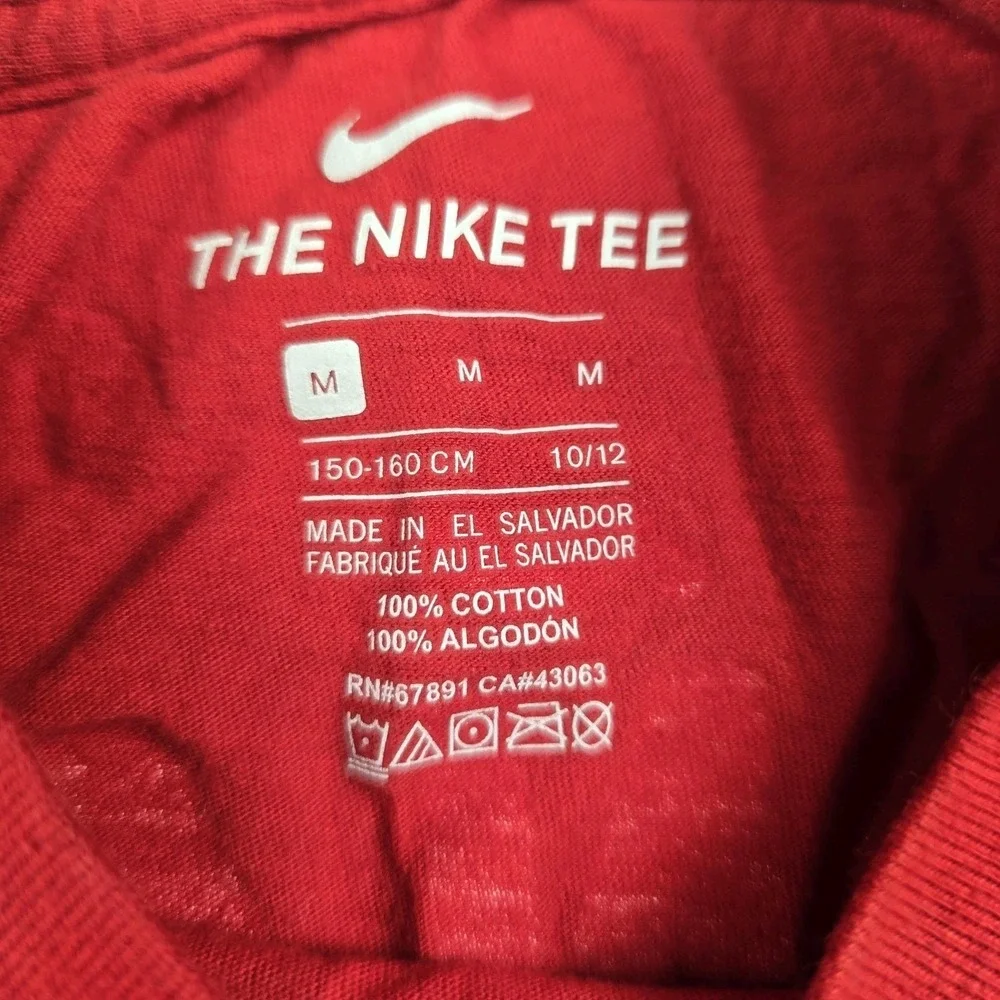 THE NIKE TEE
M M M
150-160 CM 10/12
MADE IN EL SALVADOR
FABRIQUÉ AU EL SALVADOR
100% COTTON
100% ALGODÓN
RN#67891 CA#43063